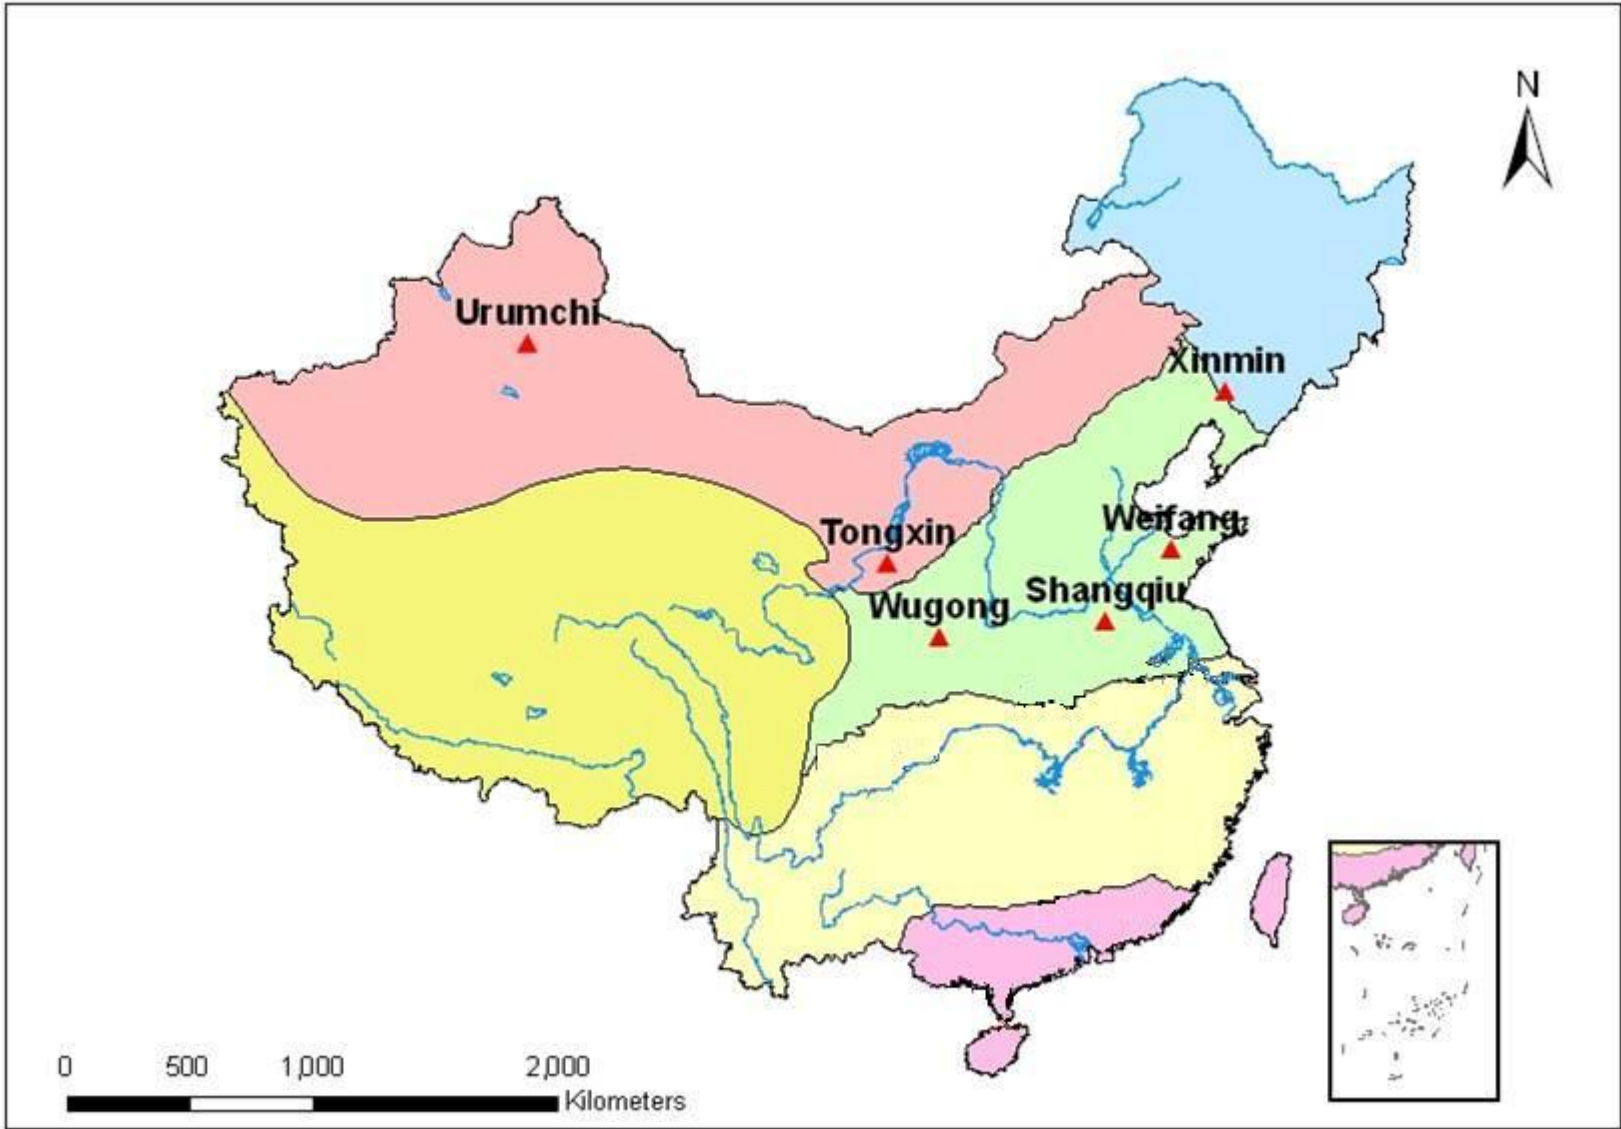 N
Urumchi
Xinmin
Weifang
Tongxin
Shangqiu
Wugong
0 500 1,000 2,000
Kilometers